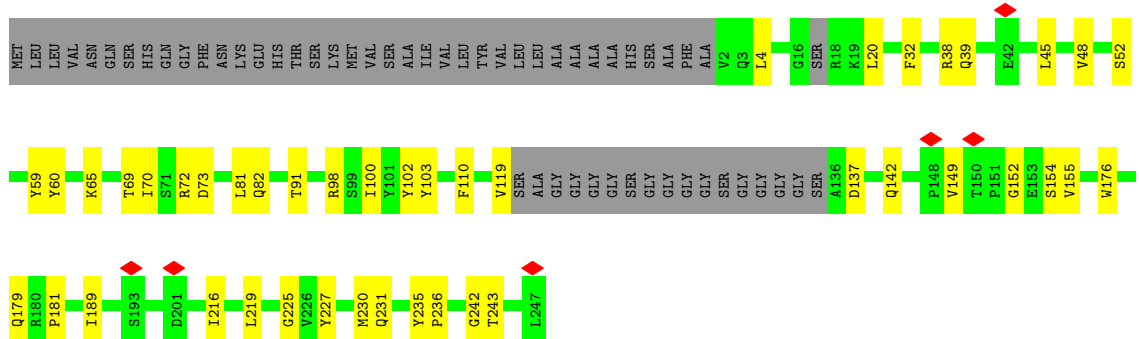 MET LEU LEU VAL ASN GLN SER HIS GLN GLY PHE ASN LYS GLU HIS THR SER LYS MET VAL SER ALA ILE VAL LEU TYR VAL LEU LEU ALA ALA ALA ALA HIS SER ALA PHE ALA V2 Q3 L4 G16 SER R18 K19 L20 F32 R38 Q39 E42 L45 V48 S52
Y59 Y60 K65 T69 I70 S71 R72 D73 L81 Q82 T91 R98 S99 I100 Y101 Y102 Y103 F110 V119 SER ALA GLY GLY GLY GLY SER GLY GLY GLY GLY SER GLY GLY GLY GLY SER A136 D137 Q142 P148 V149 T150 P151 G152 E153 S154 V155 W176
Q179 R180 P181 I189 S193 D201 I216 L219 G225 V226 Y227 M230 Q231 Y235 P236 G242 T243 L247